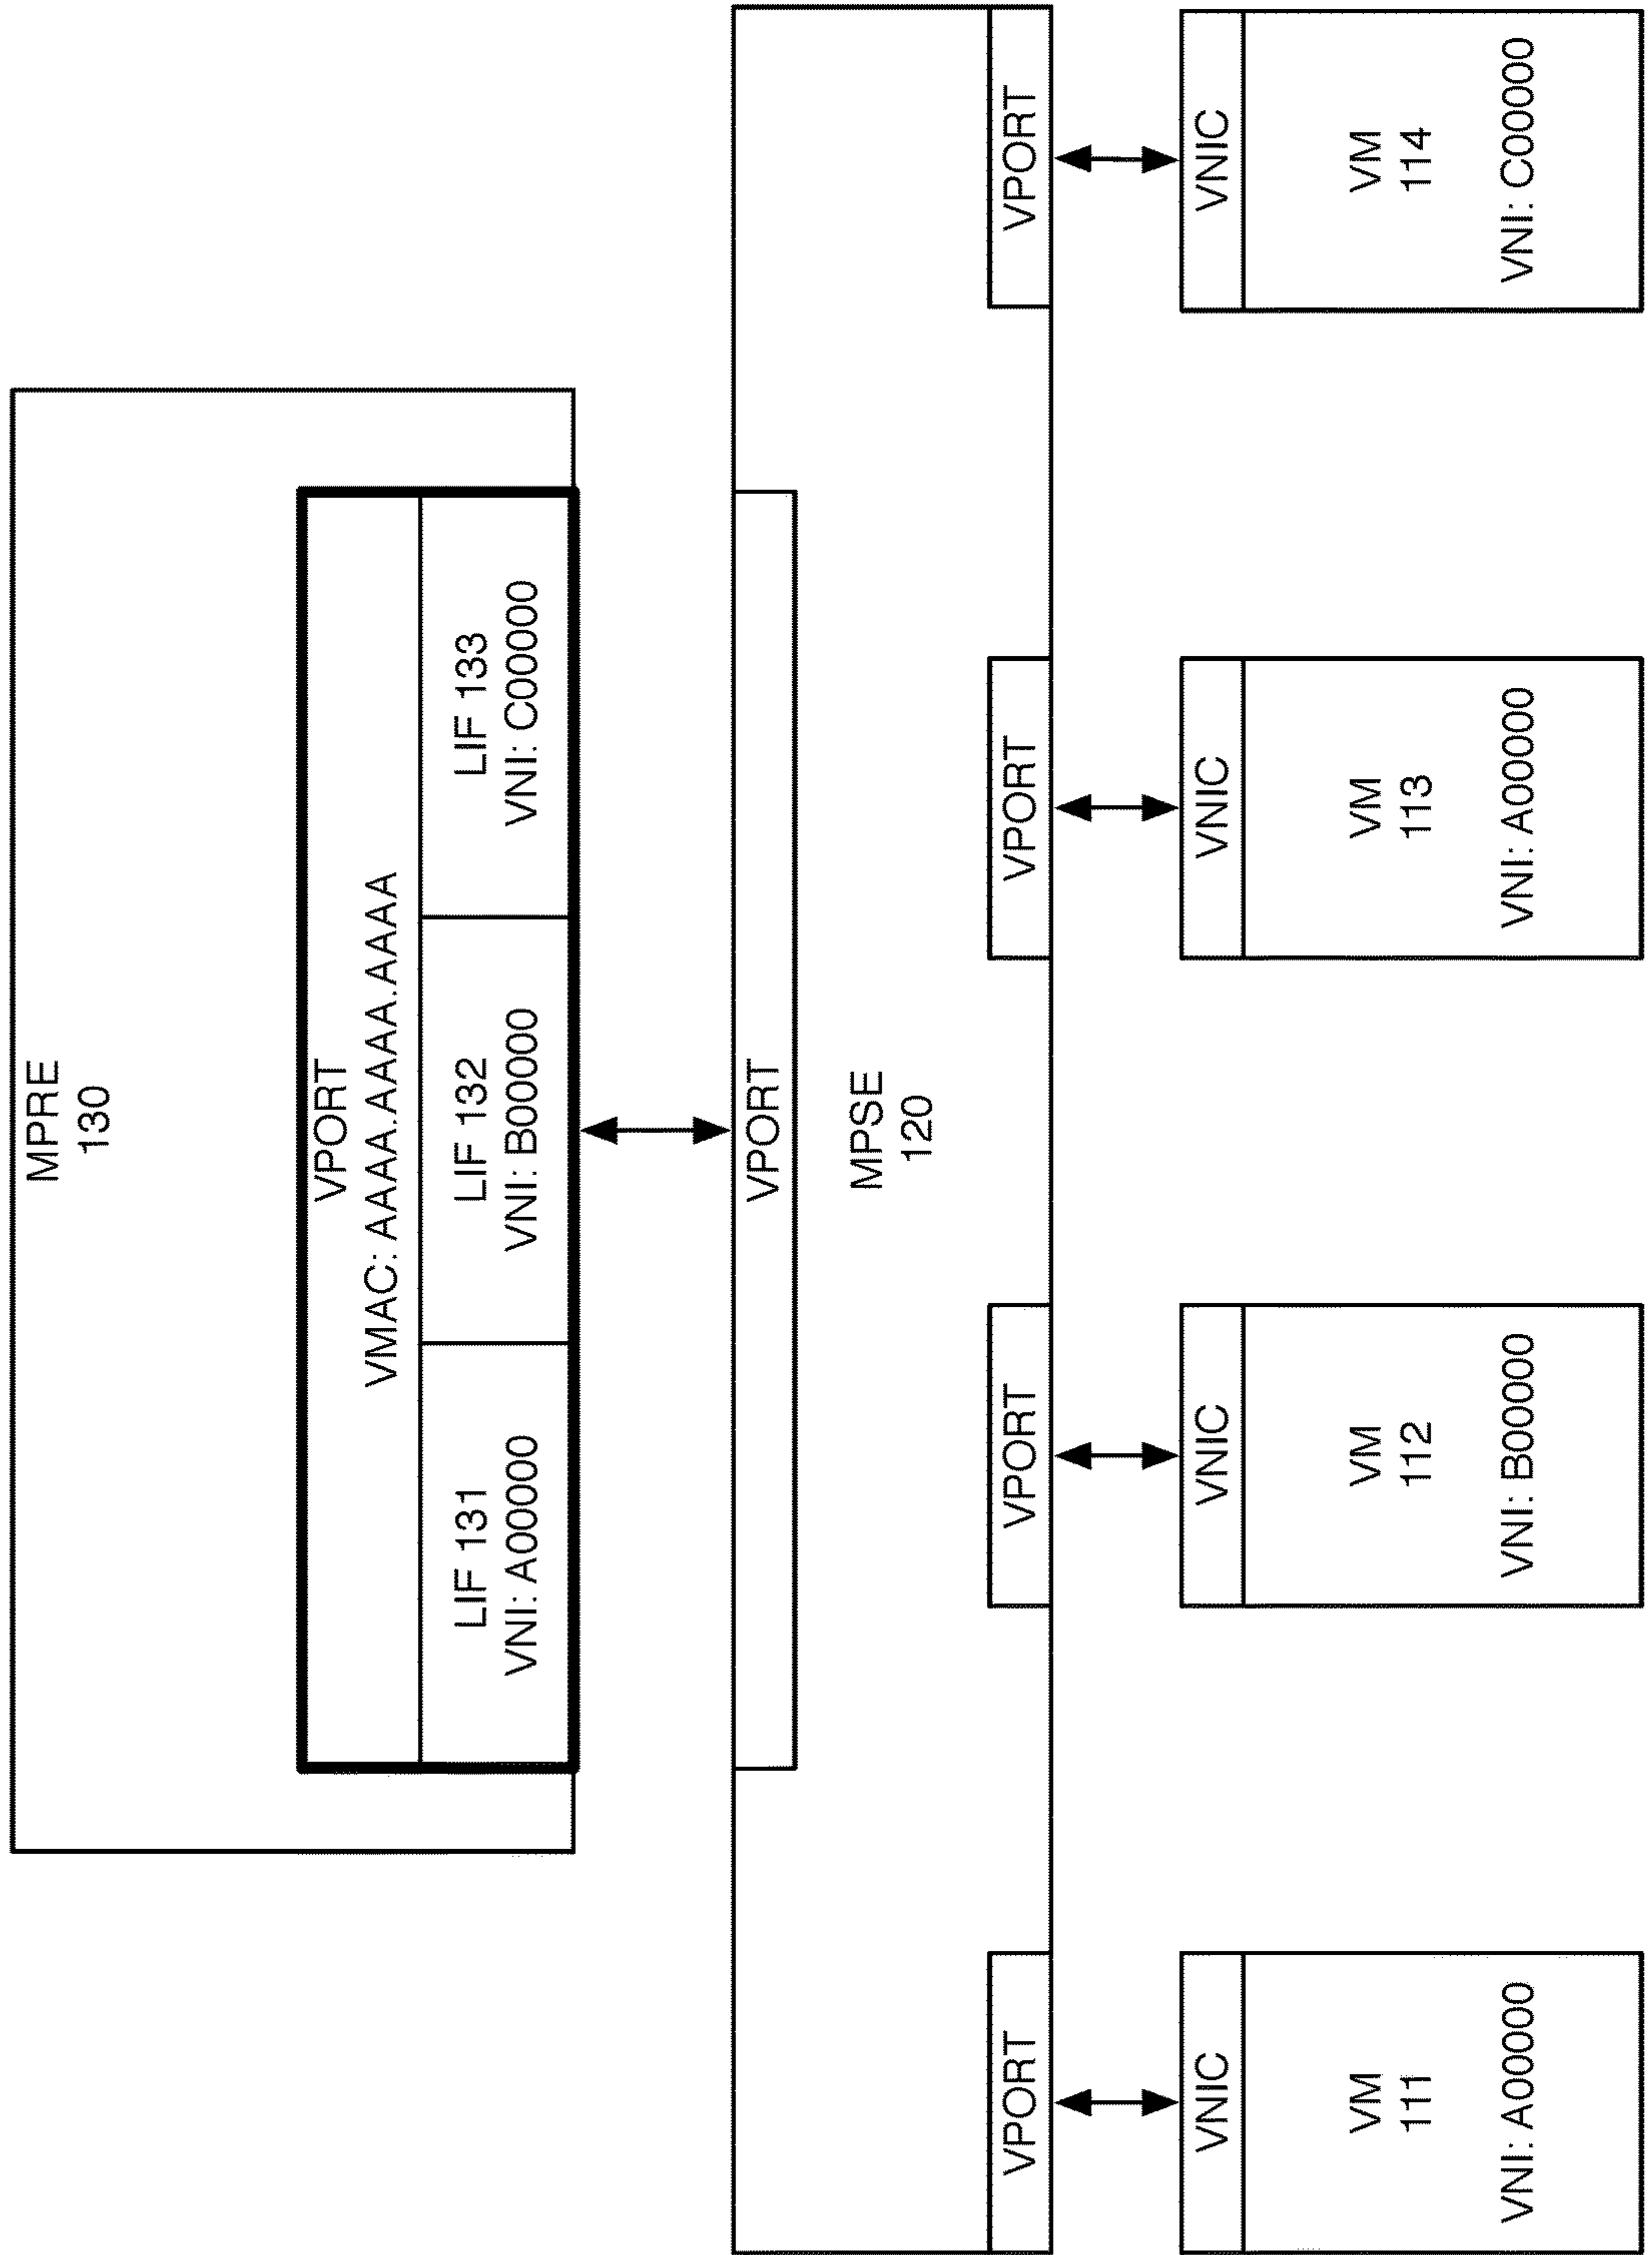 MPRE
130
VPORT
VMAC: AAAA.AAAA.AAAA.AAAA
LIF 131
VNI: A00000
LIF 132
VNI: B00000
LIF 133
VNI: C00000
VPORT
MPSE
120
VPORT
VPORT
VPORT
VPORT
VNIC
VM
111
VNI: A00000
VNIC
VM
112
VNI: B00000
VNIC
VM
113
VNI: A00000
VNIC
VM
114
VNI: C00000